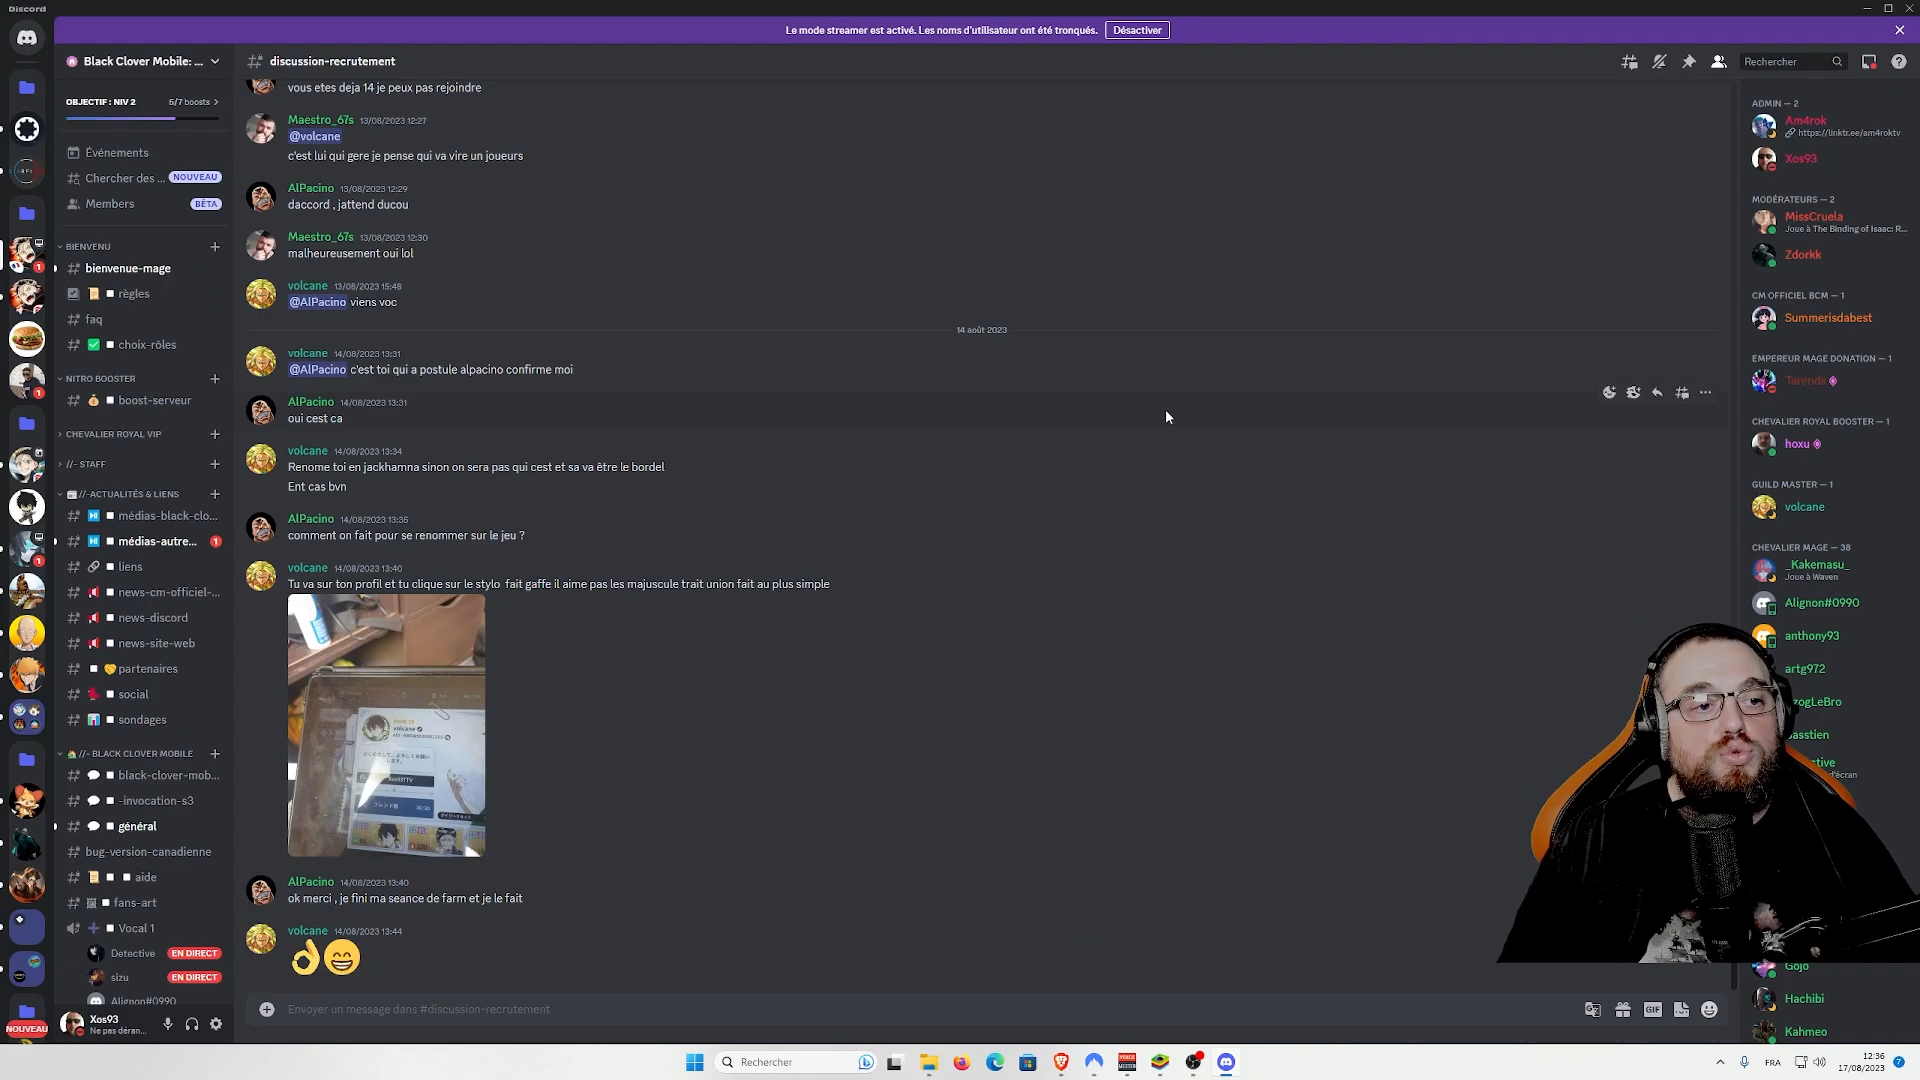 Discord
Le mode streamer est activé. Les noms d'utilisateur ont été tronqués.
Désactiver
Black Clover Mobile: ...
discussion-recrutement
Rechercher
OBJECTIF : NIV 2
5/7 boosts
Événements
Chercher des ...
NOUVEAU
Members
BÊTA
BIENVENU
bienvenue-mage
règles
faq
choix-rôles
NITRO BOOSTER
boost-serveur
CHEVALIER ROYAL VIP
//- STAFF
//-ACTUALITÉS & LIENS
médias-black-clo...
médias-autre...
1
liens
news-cm-officiel-...
news-discord
news-site-web
partenaires
social
sondages
//- BLACK CLOVER MOBILE
black-clover-mob...
-invocation-s3
général
bug-version-canadienne
aide
fans-art
Vocal 1
Detective
EN DIRECT
sizu
EN DIRECT
Alignon#0990
NOUVEAU
Xos93
Ne pas déran...
vous etes deja 14 je peux pas rejoindre
Maestro_67s 13/08/2023 12:27
@volcane
c'est lui qui gere je pense qui va vire un joueurs
AlPacino 13/08/2023 12:29
daccord , jattend ducou
Maestro_67s 13/08/2023 12:30
malheureusement oui lol
volcane 13/08/2023 15:48
@AlPacino viens voc
14 août 2023
volcane 14/08/2023 13:31
@AlPacino c'est toi qui a postule alpacino confirme moi
AlPacino 14/08/2023 13:31
oui cest ca
volcane 14/08/2023 13:34
Renome toi en jackhamna sinon on sera pas qui cest et sa va être le bordel
Ent cas bvn
AlPacino 14/08/2023 13:35
comment on fait pour se renommer sur le jeu ?
volcane 14/08/2023 13:40
Tu va sur ton profil et tu clique sur le stylo fait gaffe il aime pas les majuscule trait union fait au plus simple
volcane
AlPacino 14/08/2023 13:40
ok merci , je fini ma seance de farm et je le fait
volcane 14/08/2023 13:44
Envoyer un message dans #discussion-recrutement
GIF
ADMIN — 2
Am4rok
https://linktr.ee/am4roktv
Xos93
MODÉRATEURS — 2
MissCruela
Joue à The Binding of Isaac: R...
Zdorkk
CM OFFICIEL BCM — 1
Summerisdabest
EMPEREUR MAGE DONATION — 1
Tarends
CHEVALIER ROYAL BOOSTER — 1
hoxu
GUILD MASTER — 1
volcane
CHEVALIER MAGE — 38
_Kakemasu_
Joue à Waven
Alignon#0990
anthony93
artg972
zogLeBro
passtien
ctive
d'écran
Gojo
Hachibi
Kahmeo
Rechercher
FRA
12:36
17/08/2023
7